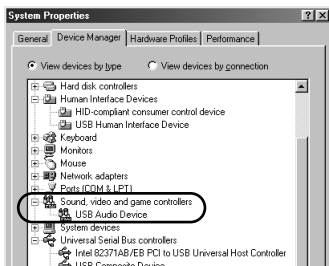 System Properties
? X
General Device Manager Hardware Profiles Performance
View devices by type View devices by connection
Hard disk controllers
Human Interface Devices
HID-compliant consumer control device
USB Human Interface Device
Keyboard
Monitors
Mouse
Network adapters
Ports (COM & LPT)
Sound, video and game controllers
USB Audio Device
System devices
Universal Serial Bus controllers
Intel 82371AB/EB PCI to USB Universal Host Controller
USB Composite Device